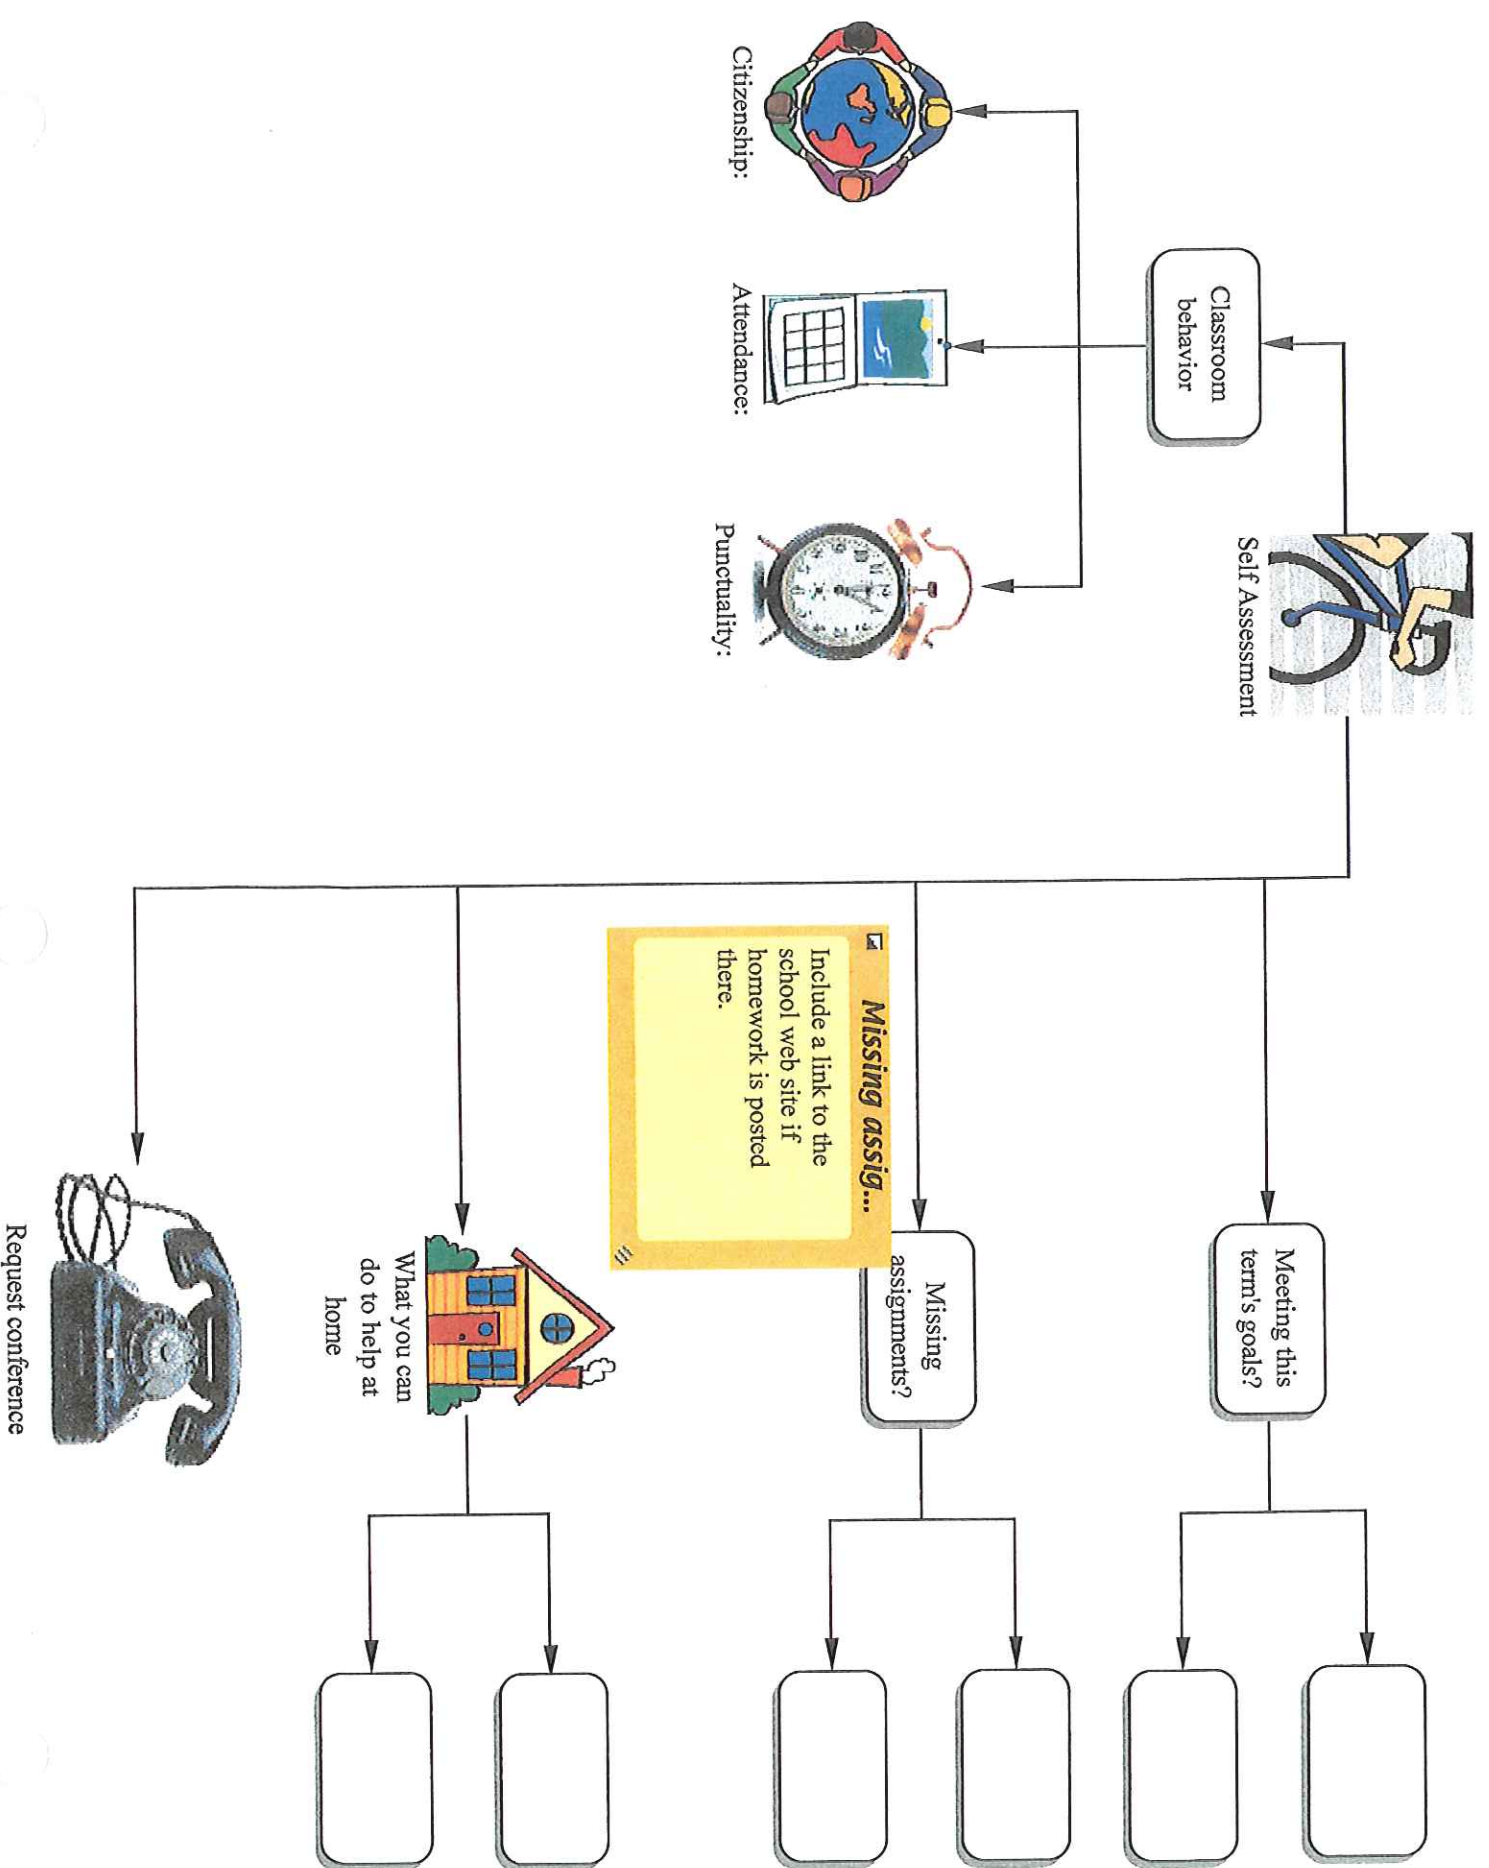 Self Assessment
Classroom
behavior
Citizenship:
Attendance:
Punctuality:
Meeting this
term's goals?
Missing
assignments?
Missing assig...
Include a link to the
school web site if
homework is posted
there.
What you can
do to help at
home
Request conference